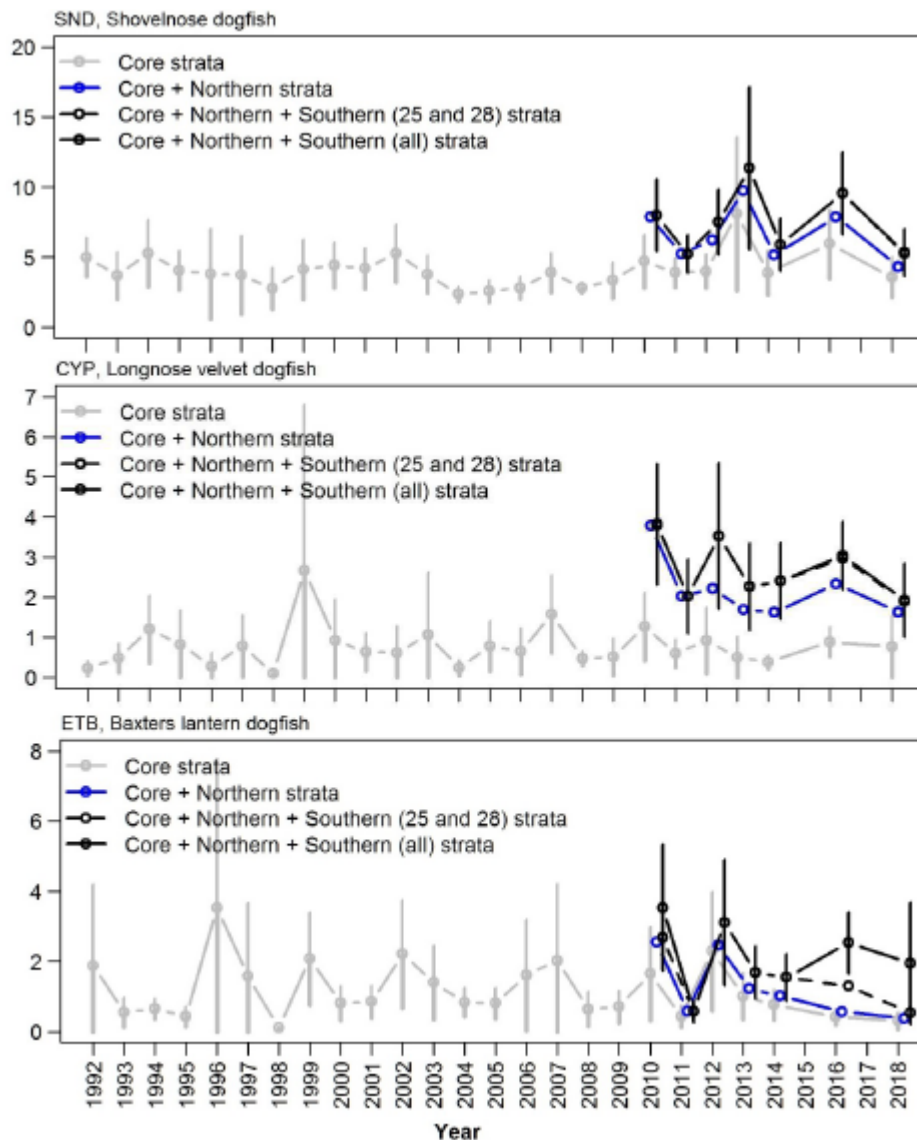 SND, Shovelnose dogfish
20
15
10
5
0
Core strata
Core + Northern strata
Core + Northern + Southern (25 and 28) strata
Core + Northern + Southern (all) strata
CYP, Longnose velvet dogfish
7
6
5
4
3
2
1
0
Core strata
Core + Northern strata
Core + Northern + Southern (25 and 28) strata
Core + Northern + Southern (all) strata
ETB, Baxters lantern dogfish
8
6
4
2
0
Core strata
Core + Northern strata
Core + Northern + Southern (25 and 28) strata
Core + Northern + Southern (all) strata
1992 1993 1994 1995 1996 1997 1998 1999 2000 2001 2002 2003 2004 2005 2006 2007 2008 2009 2010 2011 2012 2013 2014 2016 2018
Year